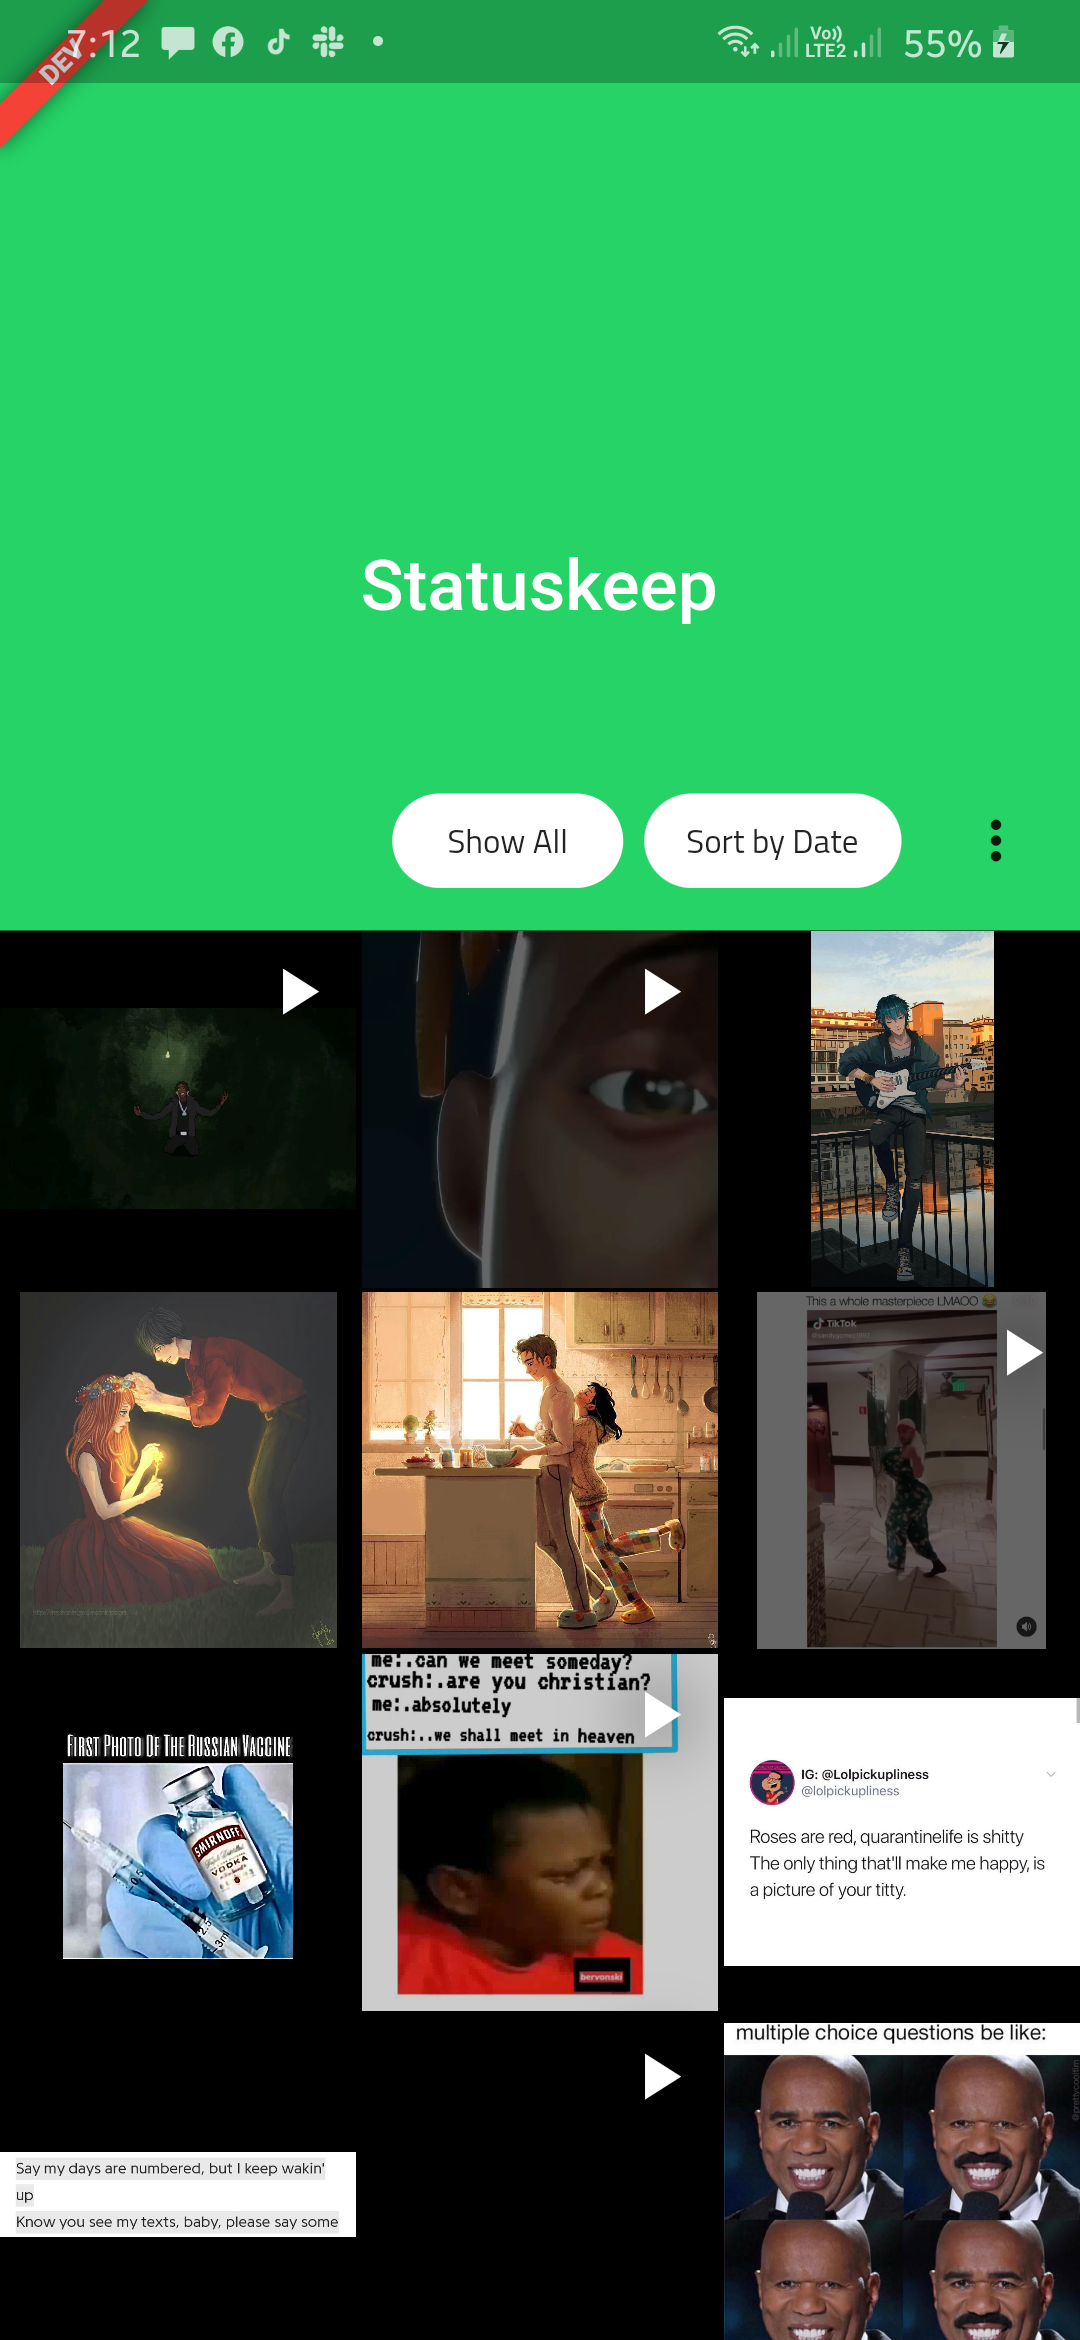 7:12
Vo))
LTE2
55%
DEV
Statuskeep
Show All
Sort by Date
This a whole masterpiece LMAOO 😂
TikTok
FIRST PHOTO OF THE RUSSIAN VACCINE
SMIRNOFF
VODKA
me:.can we meet someday?
crush:.are you christian?
me:.absolutely
crush:..we shall meet in heaven
bervonski
IG: @Lolpickupliness
@lolpickupliness
Roses are red, quarantinelife is shitty
The only thing that'll make me happy, is
a picture of your titty.
Say my days are numbered, but I keep wakin'
up
Know you see my texts, baby, please say some
multiple choice questions be like: